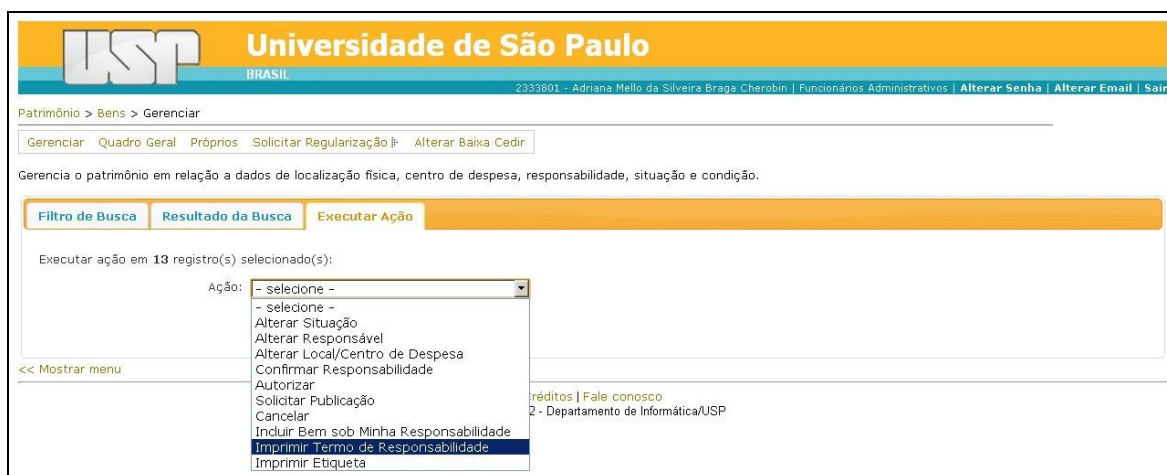 USP
Universidade de São Paulo
BRASIL
2333801 - Adriana Mello da Silveira Braga Cherobin | Funcionários Administrativos | Alterar Senha | Alterar Email | Sair
Patrimônio > Bens > Gerenciar
Gerenciar Quadro Geral Próprios Solicitar Regularização Alterar Baixa Cedir
Gerencia o patrimônio em relação a dados de localização física, centro de despesa, responsabilidade, situação e condição.
Filtro de Busca Resultado da Busca Executar Ação
Executar ação em 13 registro(s) selecionado(s):
Ação: - selecione -
- selecione -
Alterar Situação
Alterar Responsável
Alterar Local/Centro de Despesa
Confirmar Responsabilidade
Autorizar
Solicitar Publicação
Cancelar
Incluir Bem sob Minha Responsabilidade
Imprimir Termo de Responsabilidade
Imprimir Etiqueta
<< Mostrar menu
réditos | Fale conosco
2 - Departamento de Informática/USP